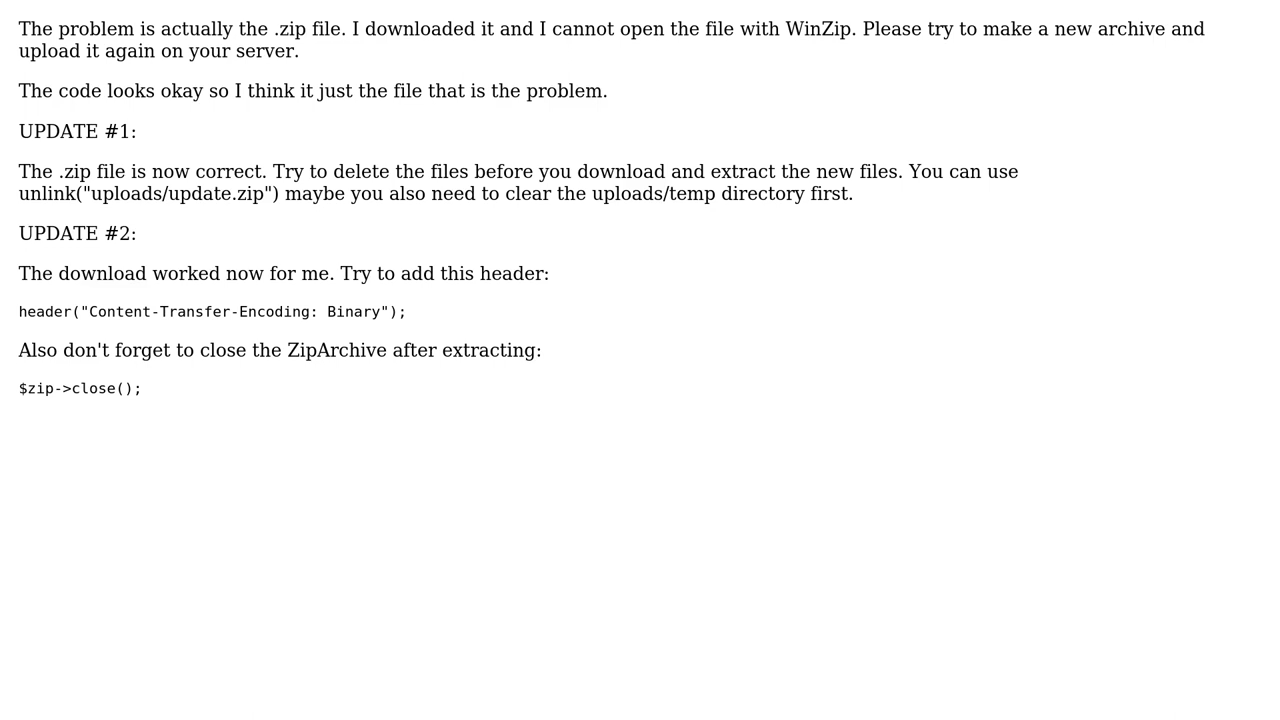 The problem is actually the .zip file. I downloaded it and I cannot open the file with WinZip. Please try to make a new archive and
upload it again on your server.
The code looks okay so I think it just the file that is the problem.
UPDATE #1:
The .zip file is now correct. Try to delete the files before you download and extract the new files. You can use
unlink("uploads/update.zip") maybe you also need to clear the uploads/temp directory first.
UPDATE #2:
The download worked now for me. Try to add this header:
header("Content-Transfer-Encoding: Binary");
Also don't forget to close the ZipArchive after extracting:
$zip->close();